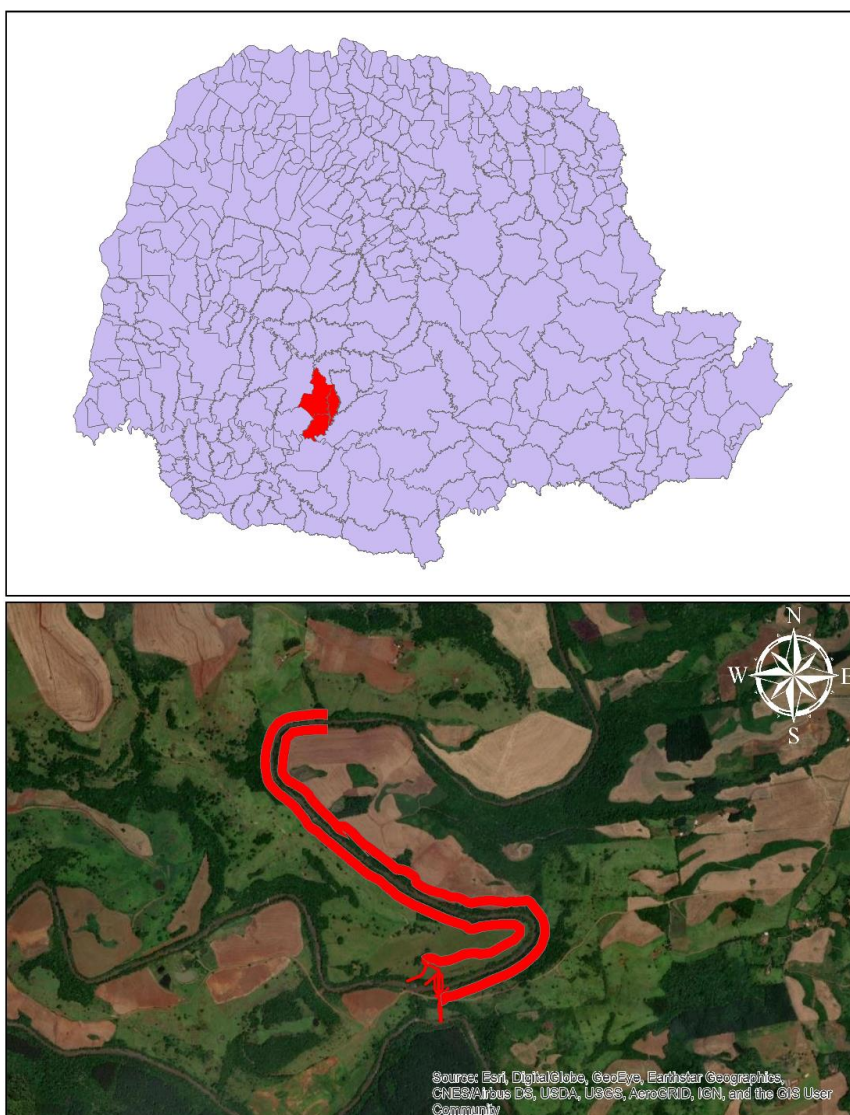 N
W E
S
Source: Esri, DigitalGlobe, GeoEye, Earthstar Geographics,
CNES/Airbus DS, USDA, USGS, AeroGRID, IGN, and the GIS User
Community